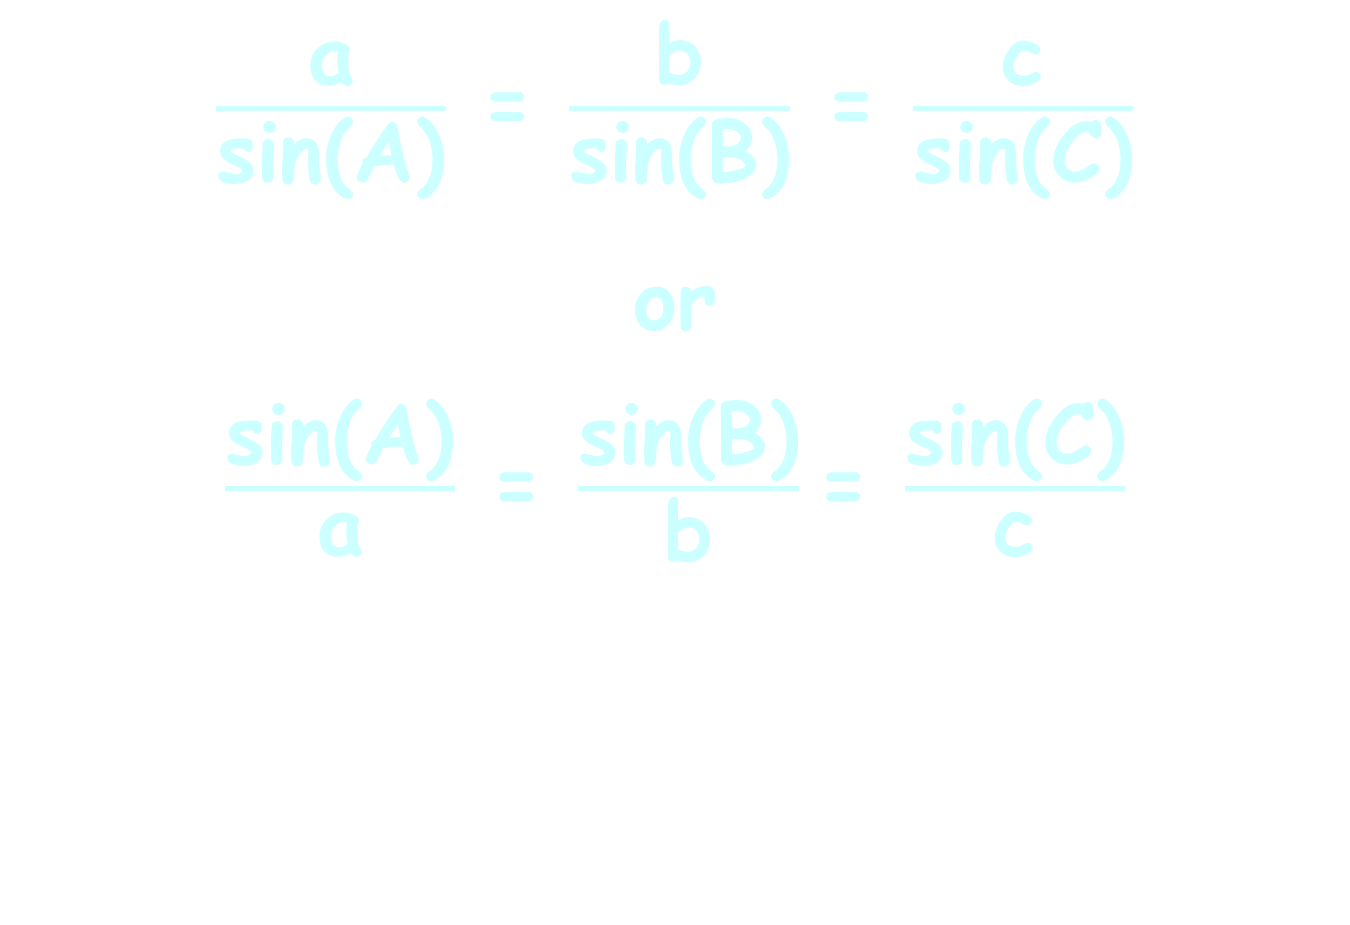 a/sin(A) = b/sin(B) = c/sin(C)
or
sin(A)/a = sin(B)/b = sin(C)/c